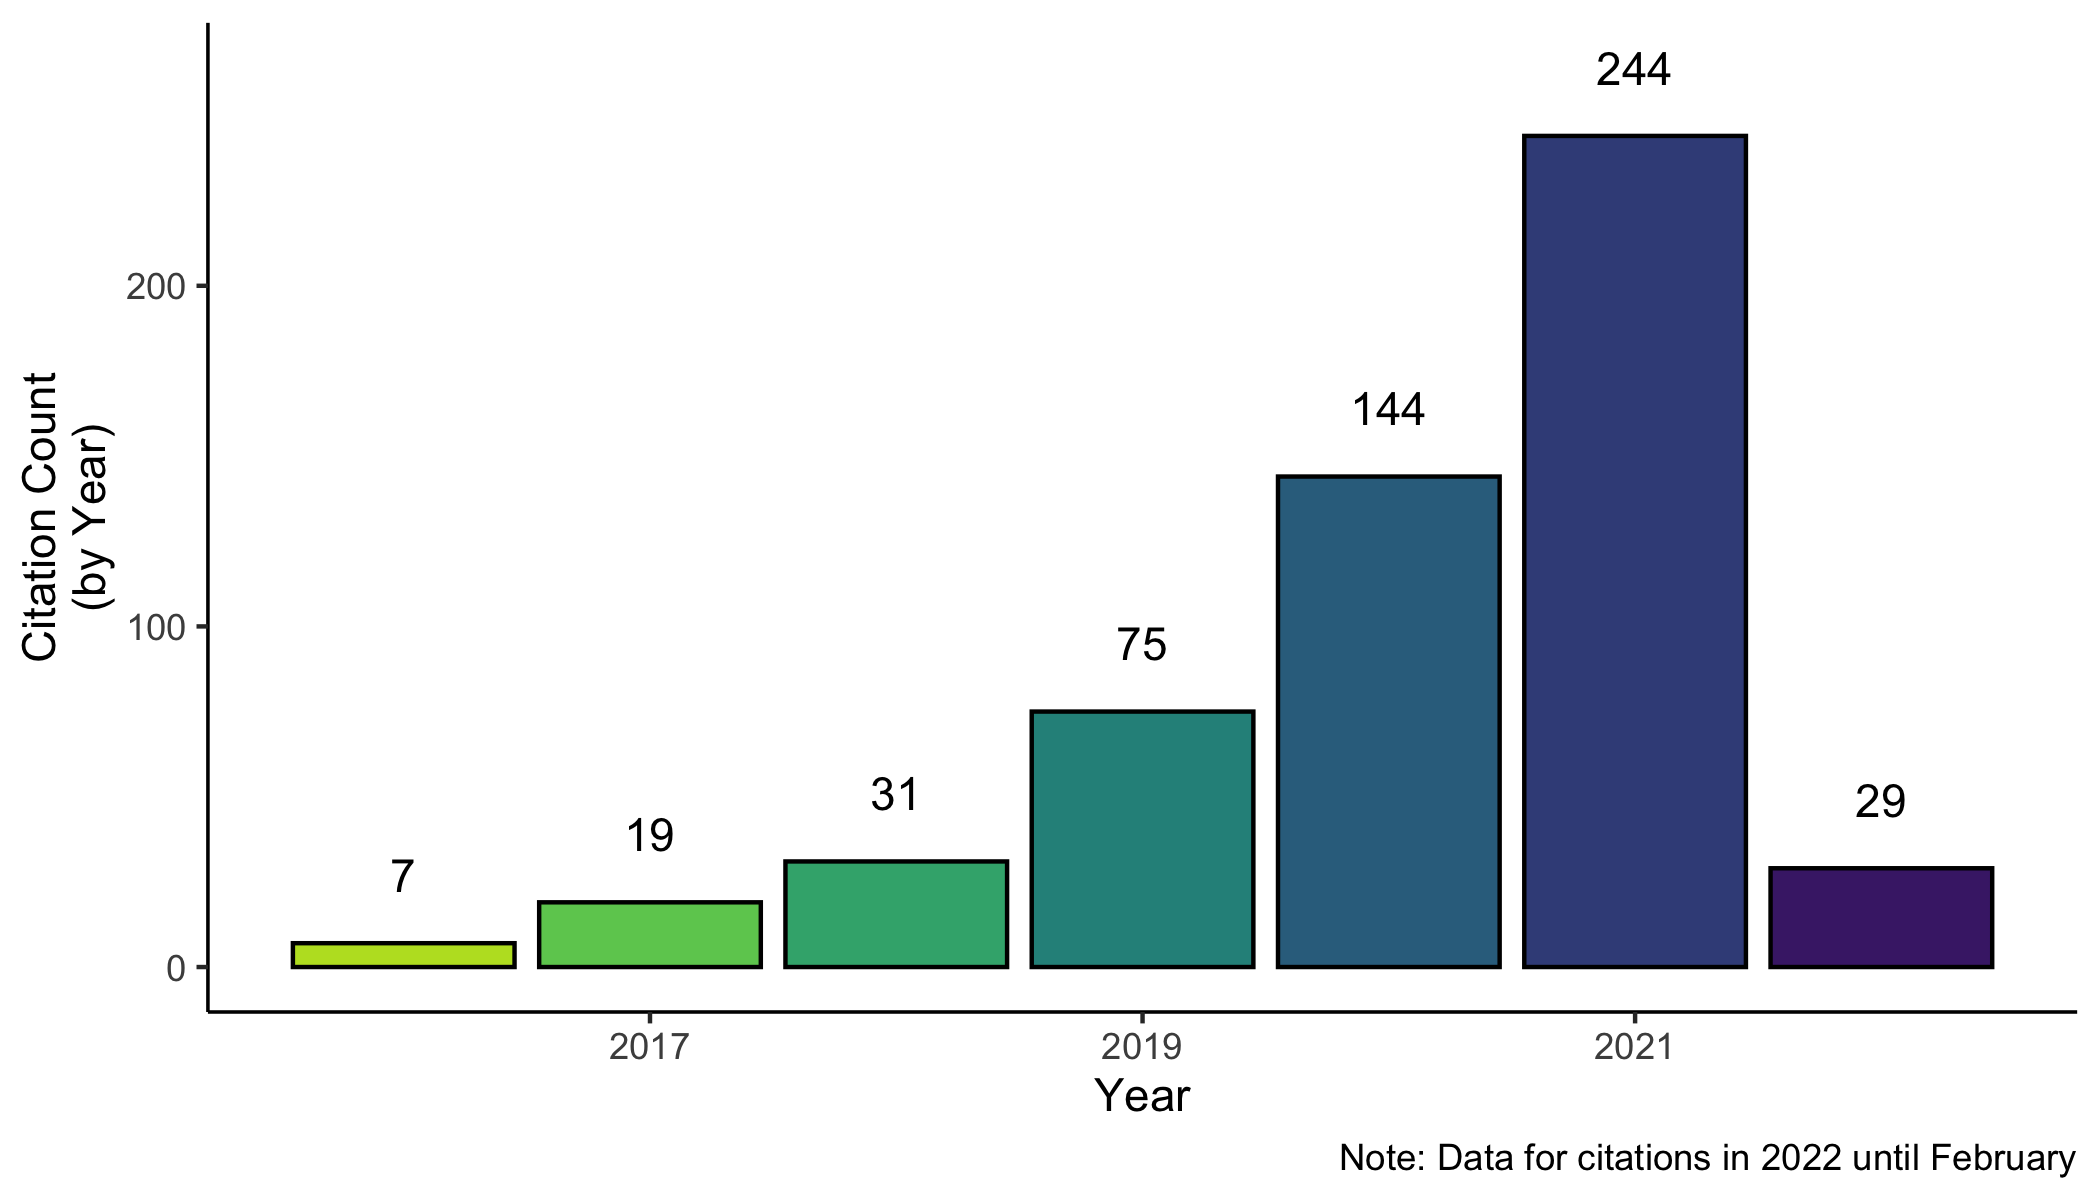 244
200
144
Citation Count
(by Year)
100
75
31
29
19
7
0
2017 2019 2021
Year
Note: Data for citations in 2022 until February